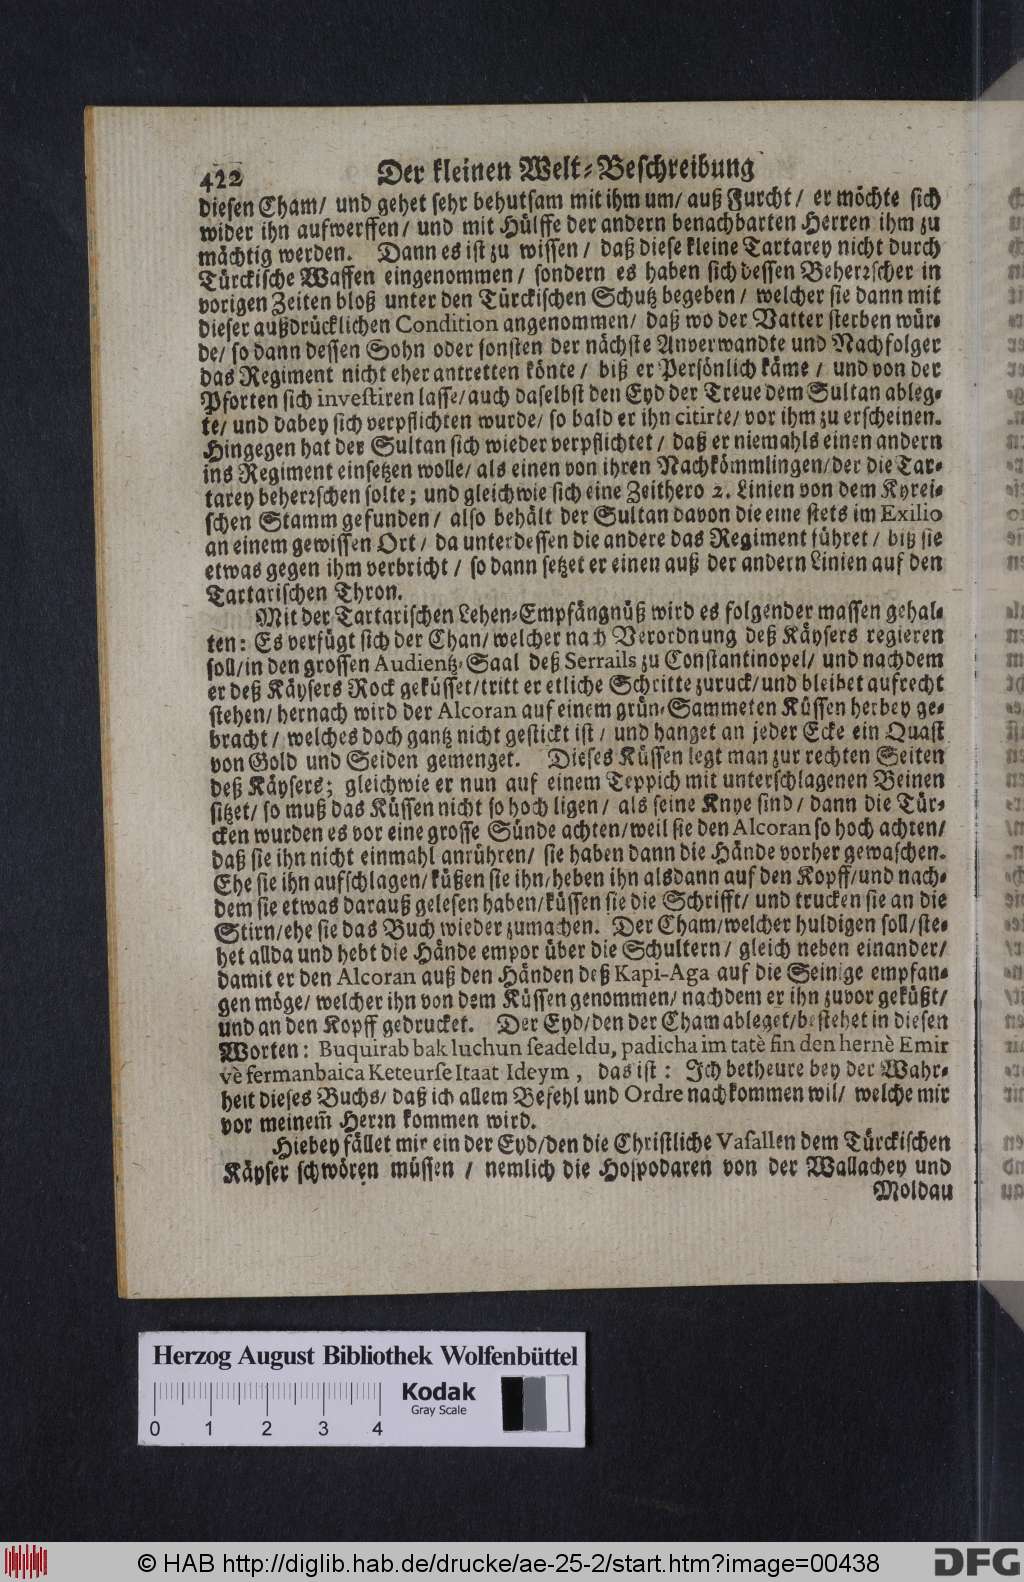 422 Der kleinen Welt-Beschreibung
diesen Cham/ und gehet sehr behutsam mit ihm um/ auß Furcht/ er möchte sich
wider ihn aufwerffen/ und mit Hülffe der andern benachbarten Herren ihm zu
mächtig werden. Dann es ist zu wissen/ daß diese kleine Tartarey nicht durch
Türckische Waffen eingenommen/ sondern es haben sich dessen Beherrscher in
vorigen Zeiten bloß unter den Türckischen Schutz begeben/ welcher sie dann mit
dieser außdrücklichen Condition angenommen/ daß wo der Vatter sterben wür-
de/ so dann dessen Sohn oder sonsten der nächste Anverwandte und Nachfolger
das Regiment nicht eher antretten könte/ biß er Persönlich käme/ und von der
Pforten sich investiren lasse/ auch daselbst den Eyd der Treue dem Sultan ableg-
te/ und dabey sich verpflichten wurde/ so bald er ihn citirte/ vor ihm zu erscheinen.
Hingegen hat der Sultan sich wieder verpflichtet/ daß er niemahls einen andern
ins Regiment einsetzen wolle/ als einen von ihren Nachkömmlingen/ der die Tar-
tarey beherrschen solte; und gleichwie sich eine Zeithero 2. Linien von dem Kyrei-
schen Stamm gefunden/ also behält der Sultan davon die eine stets im Exilio
an einem gewissen Ort/ da unterdessen die andere das Regiment führet/ biß sie
etwas gegen ihm verbricht/ so dann setzet er einen auß der andern Linien auf den
Tartarischen Thron.
Mit der Tartarischen Lehen-Empfängnüß wird es folgender massen gehal-
ten: Es verfügt sich der Chan/ welcher nach Verordnung deß Käysers regieren
soll/ in den grossen Audientz-Saal deß Serrails zu Constantinopel/ und nachdem
er deß Käysers Rock geküsset/ tritt er etliche Schritte zuruck/ und bleibet aufrecht
stehen/ hernach wird der Alcoran auf einem grün-Sammeten Küssen herbey ge-
bracht/ welches doch gantz nicht gestickt ist/ und hanget an jeder Ecke ein Quast
von Gold und Seiden gemenget. Dieses Küssen legt man zur rechten Seiten
deß Käysers; gleichwie er nun auf einem Teppich mit unterschlagenen Beinen
sitzet/ so muß das Küssen nicht so hoch ligen/ als seine Knye sind/ dann die Tür-
cken wurden es vor eine grosse Sünde achten/ weil sie den Alcoran so hoch achten/
daß sie ihn nicht einmahl anrühren/ sie haben dann die Hände vorher gewaschen.
Ehe sie ihn aufschlagen/ küßen sie ihn/ heben ihn alsdann auf den Kopff/ und nach-
dem sie etwas darauß gelesen haben/ küssen sie die Schrifft/ und trucken sie an die
Stirn/ ehe sie das Buch wieder zumachen. Der Cham/ welcher huldigen soll/ ste-
het allda und hebt die Hände empor über die Schultern/ gleich neben einander/
damit er den Alcoran auß den Händen deß Kapi-Aga auf die Seinige empfan-
gen möge/ welcher ihn von dem Küssen genommen/ nachdem er ihn zuvor geküßt/
und an den Kopff gedrucket. Der Eyd/ den der Cham ableget/ bestehet in diesen
Worten: Buquirab bak luchun seadeldu, padicha im tatè fin den hernè Emir
vè fermanbaica Keteurse Itaat Ideym, das ist: Ich betheure bey der Wahr-
heit dieses Buchs/ daß ich allem Befehl und Ordre nachkommen wil/ welche mir
vor meinem̃ Herrn kommen wird.
Hiebey fället mir ein der Eyd/ den die Christliche Vasallen dem Türckischen
Käyser schwören müssen/ nemlich die Hospodaren von der Wallachey und
Moldau
Herzog August Bibliothek Wolfenbüttel
Kodak
Gray Scale
0 1 2 3 4
© HAB http://diglib.hab.de/drucke/ae-25-2/start.htm?image=00438
DFG